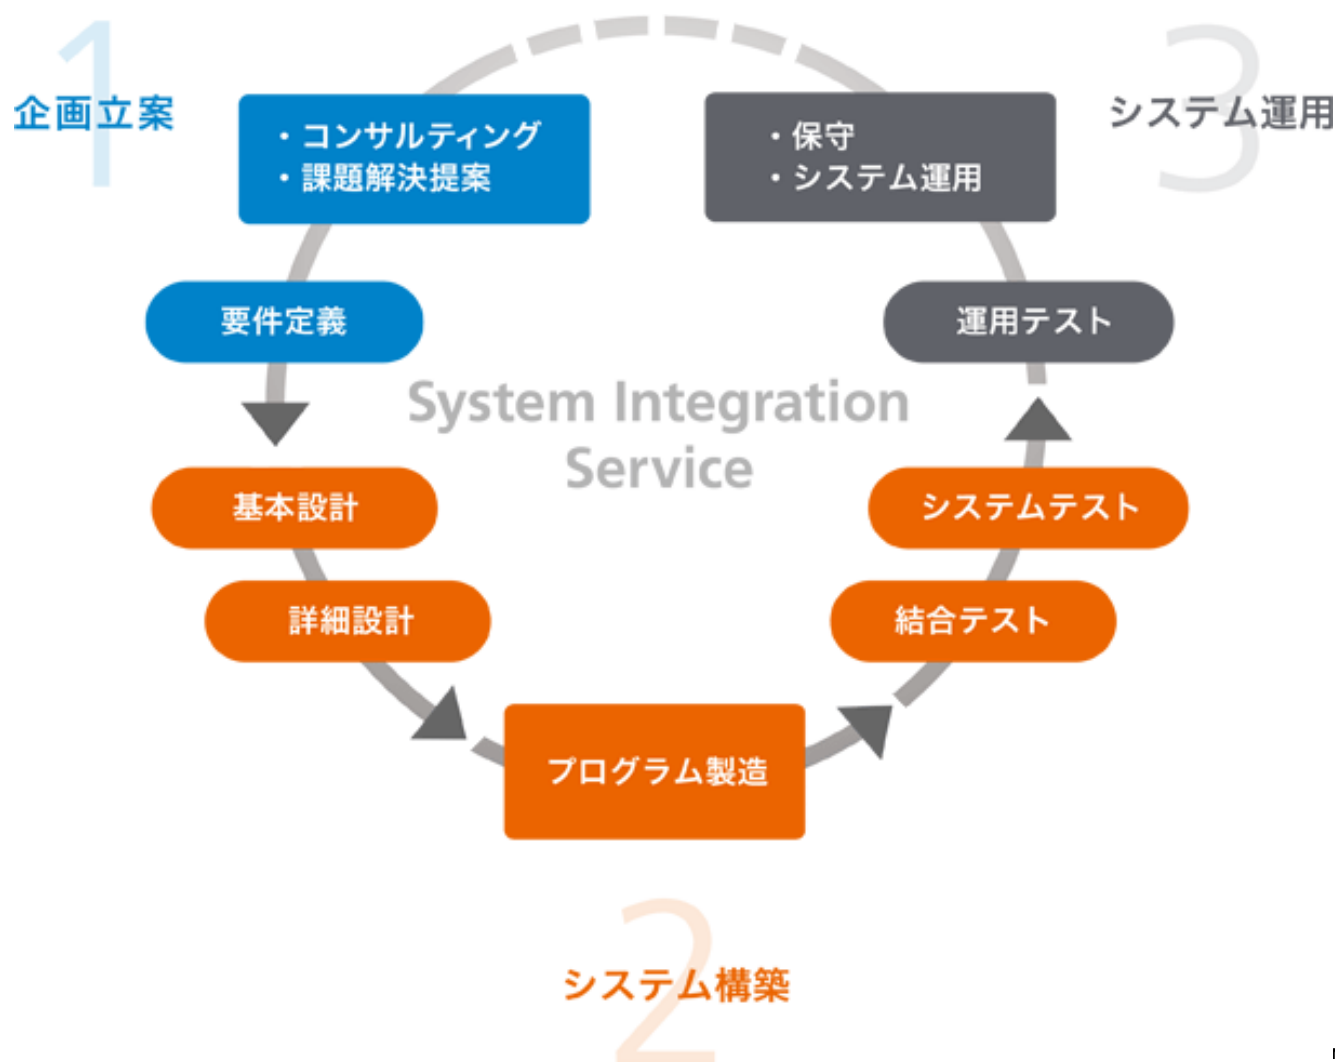 1
企画立案
・コンサルティング
・課題解決提案
要件定義
基本設計
詳細設計
プログラム製造
2
システム構築
結合テスト
システムテスト
運用テスト
・保守
・システム運用
3
システム運用
System Integration
Service